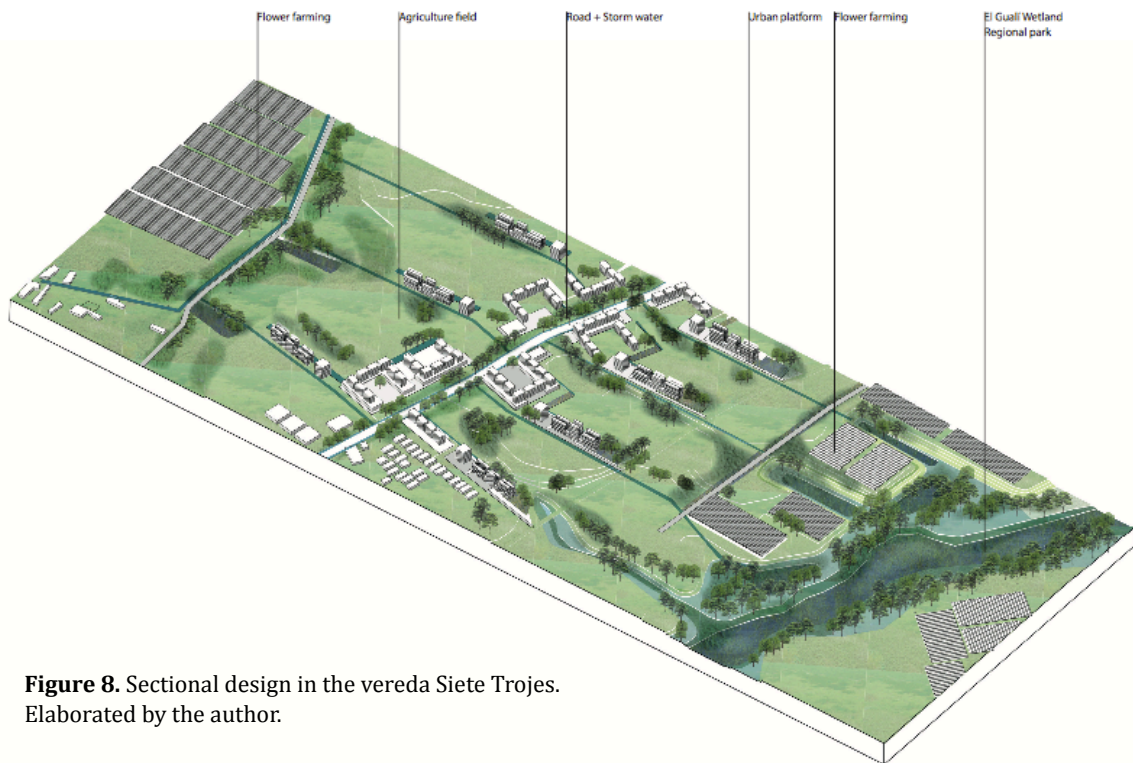 Flower farming
Agriculture field
Road + Storm water
Urban platform
Flower farming
El Gualí Wetland
Regional park
Figure 8. Sectional design in the vereda Siete Trojes.
Elaborated by the author.